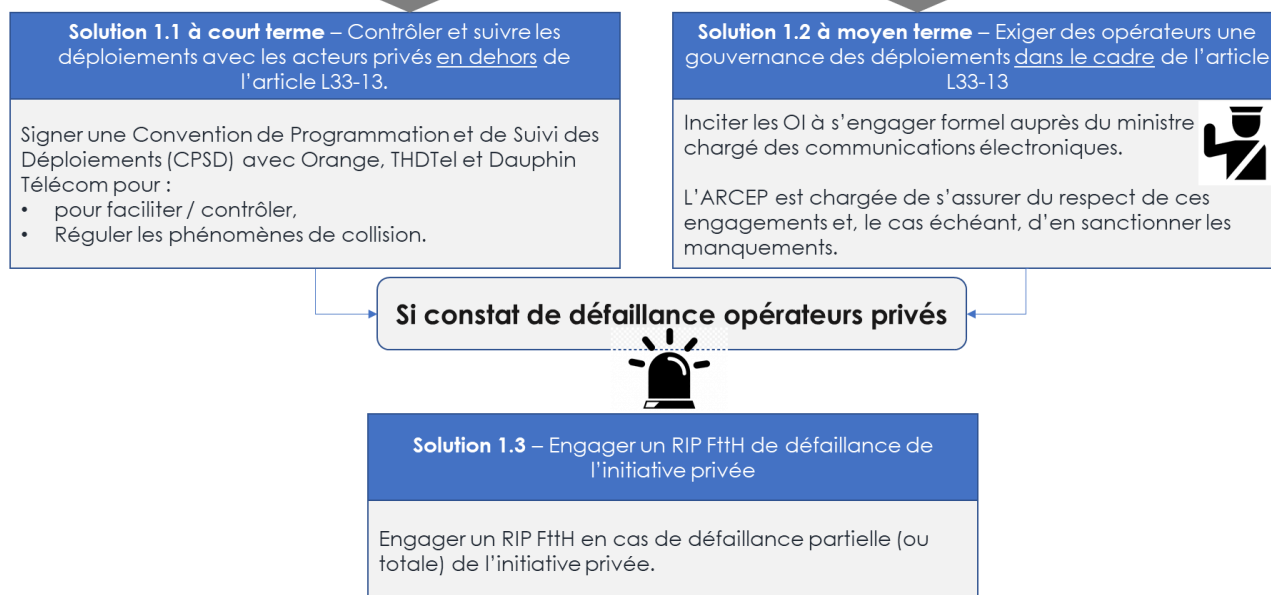 Solution 1.1 à court terme – Contrôler et suivre les
déploiements avec les acteurs privés en dehors de
l'article L33-13.
Signer une Convention de Programmation et de Suivi des
Déploiements (CPSD) avec Orange, THDTel et Dauphin
Télécom pour :
• pour faciliter / contrôler,
• Réguler les phénomènes de collision.
Solution 1.2 à moyen terme – Exiger des opérateurs une
gouvernance des déploiements dans le cadre de l'article
L33-13
Inciter les OI à s'engager formel auprès du ministre
chargé des communications électroniques.
L'ARCEP est chargée de s'assurer du respect de ces
engagements et, le cas échéant, d'en sanctionner les
manquements.
Si constat de défaillance opérateurs privés
Solution 1.3 – Engager un RIP FttH de défaillance de
l'initiative privée
Engager un RIP FttH en cas de défaillance partielle (ou
totale) de l'initiative privée.